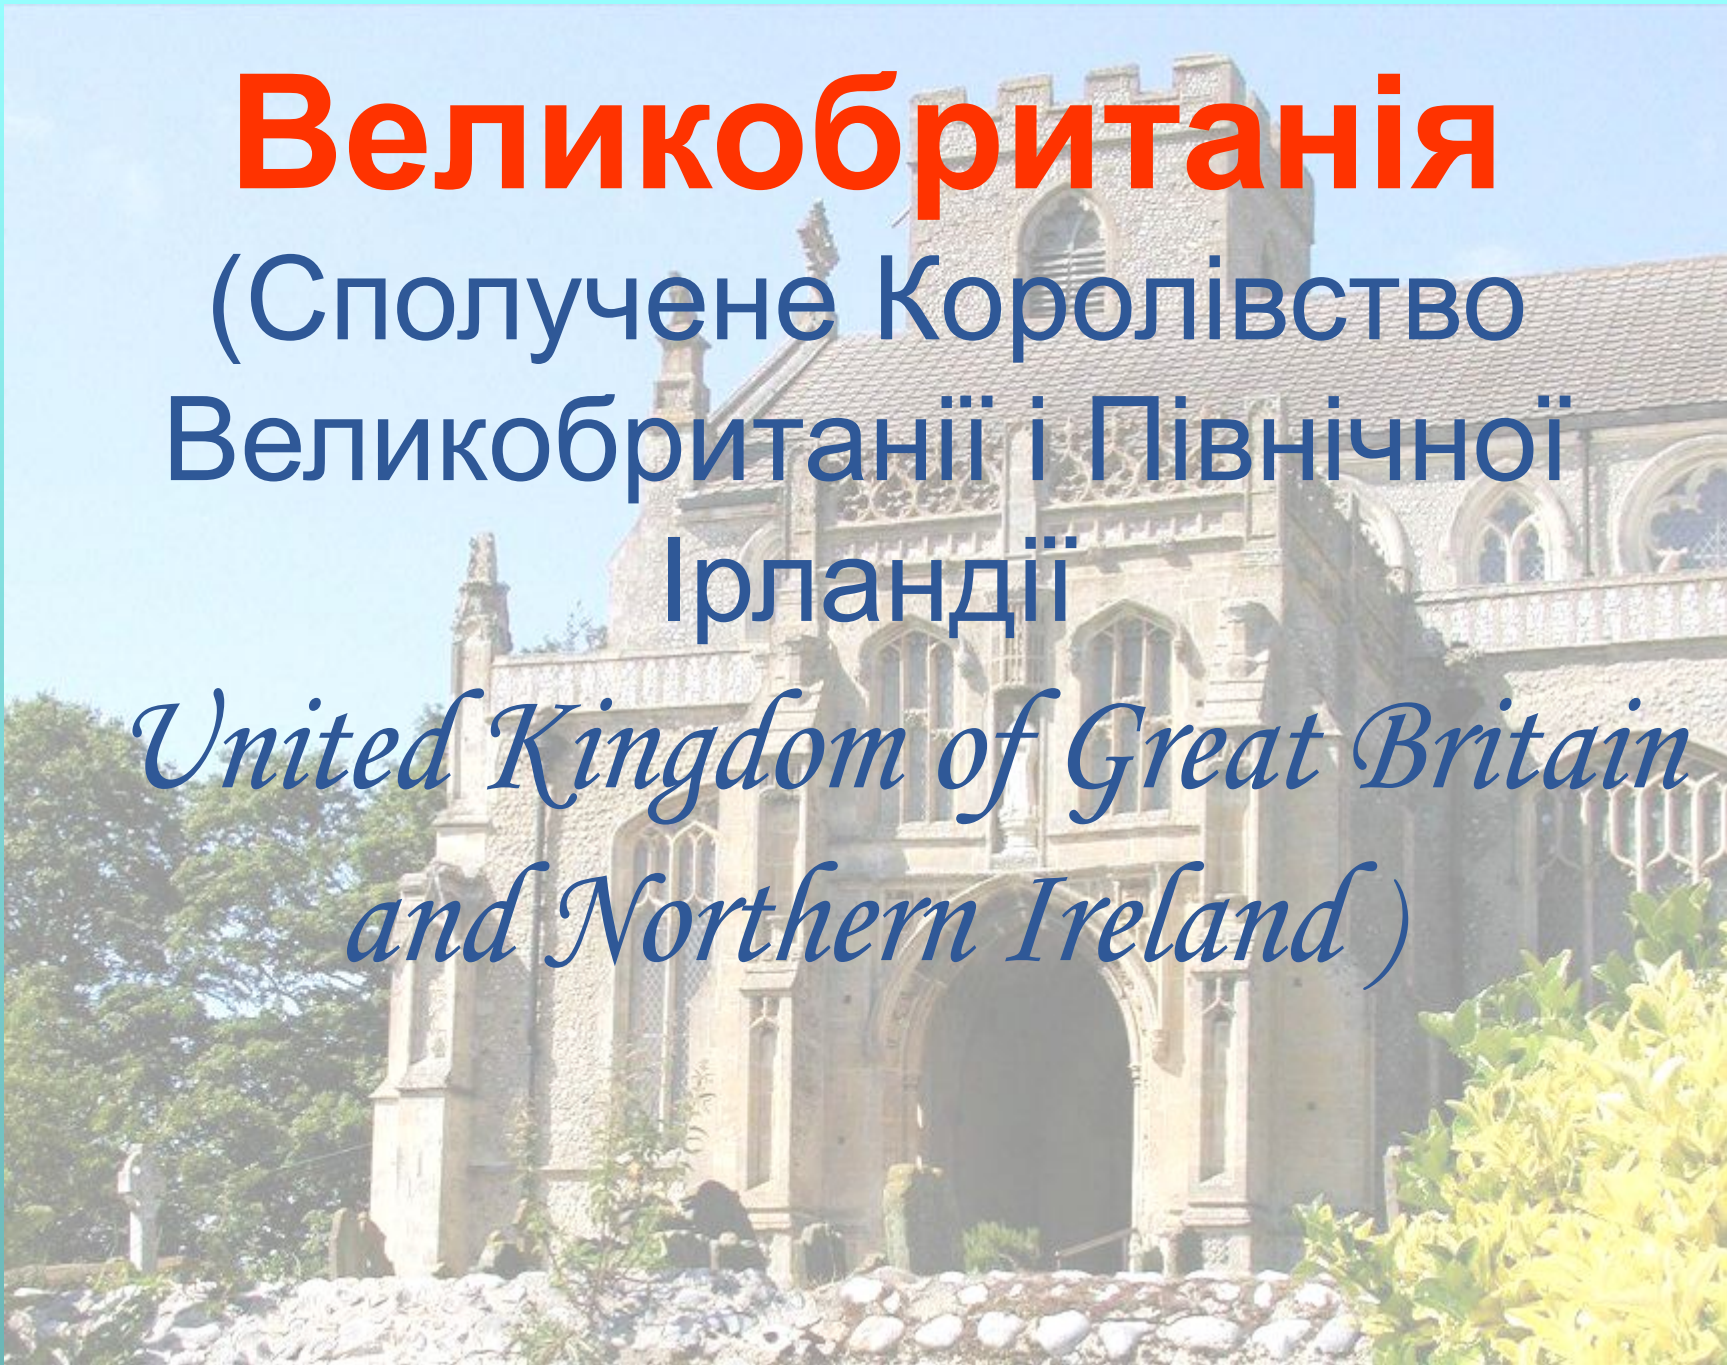 Великобританія
(Сполучене Королівство
Великобританії і Північної
Ірландії
United Kingdom of Great Britain
and Northern Ireland )